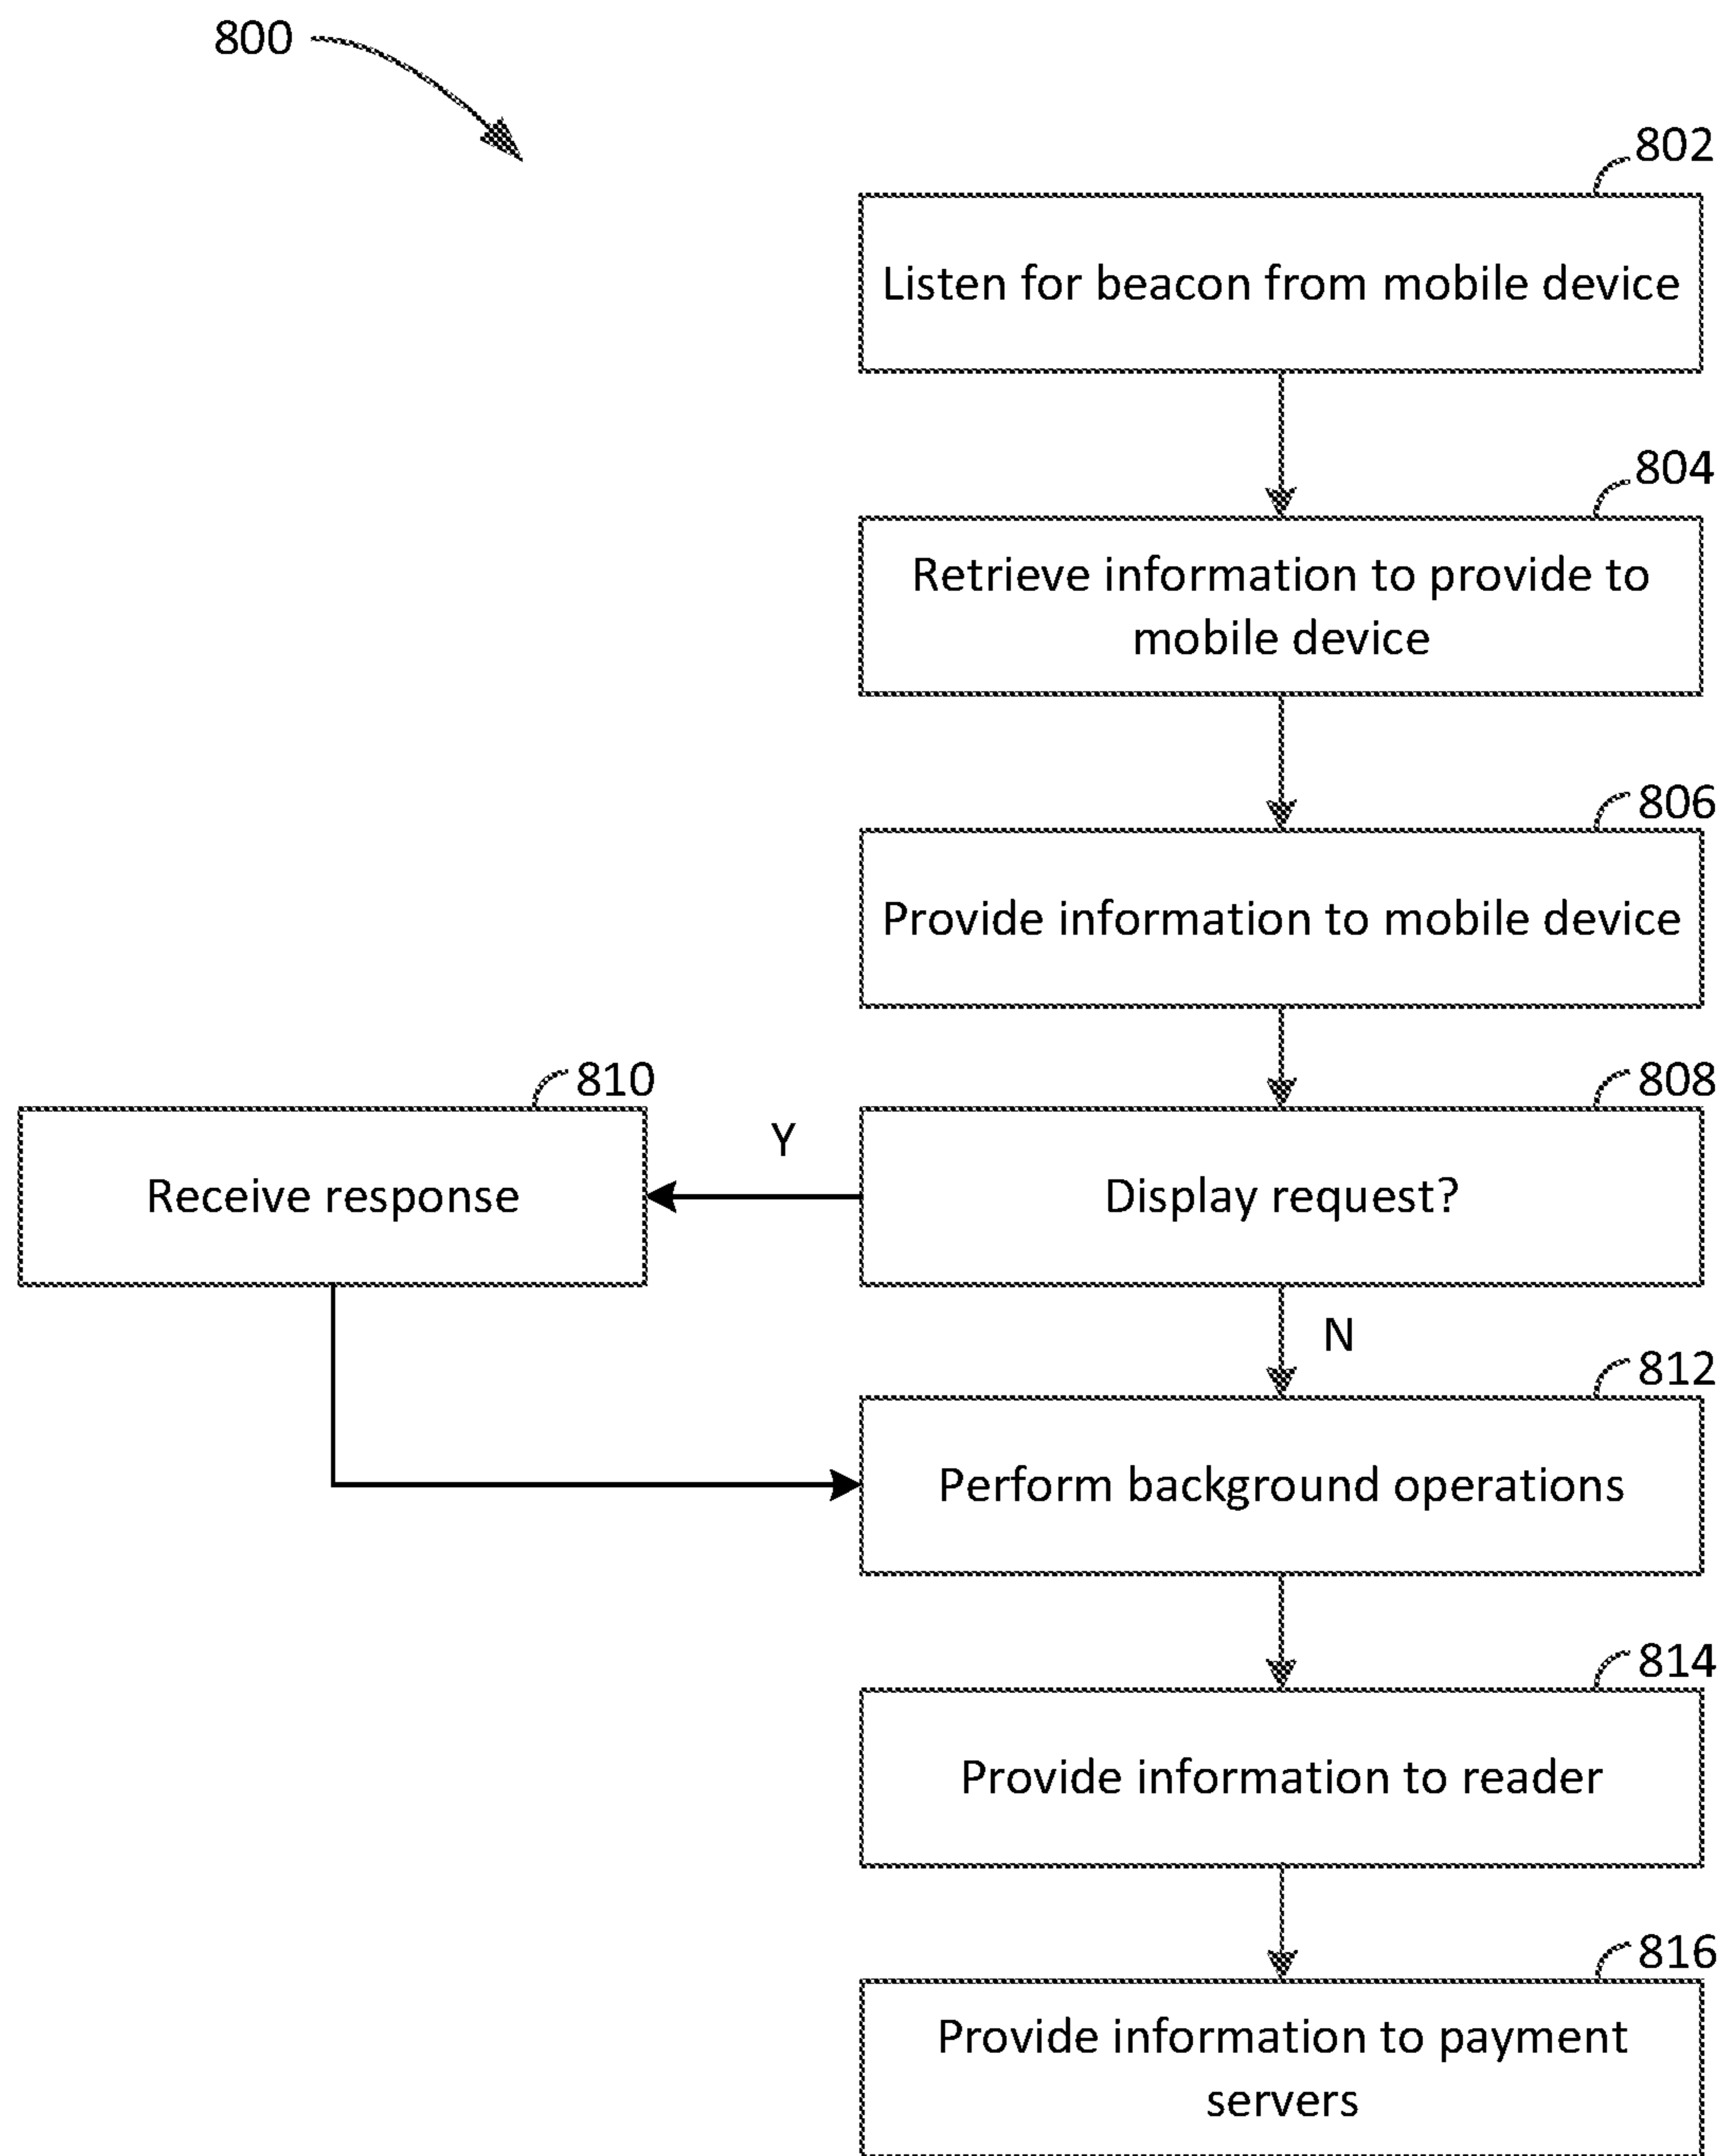 800
802
Listen for beacon from mobile device
804
Retrieve information to provide to
mobile device
806
Provide information to mobile device
810
808
Receive response
Y
Display request?
N
812
Perform background operations
814
Provide information to reader
816
Provide information to payment
servers